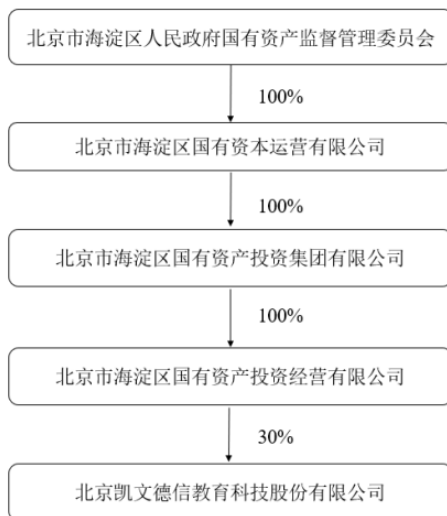 北京市海淀区人民政府国有资产监督管理委员会
100%
北京市海淀区国有资本运营有限公司
100%
北京市海淀区国有资产投资集团有限公司
100%
北京市海淀区国有资产投资经营有限公司
30%
北京凯文德信教育科技股份有限公司